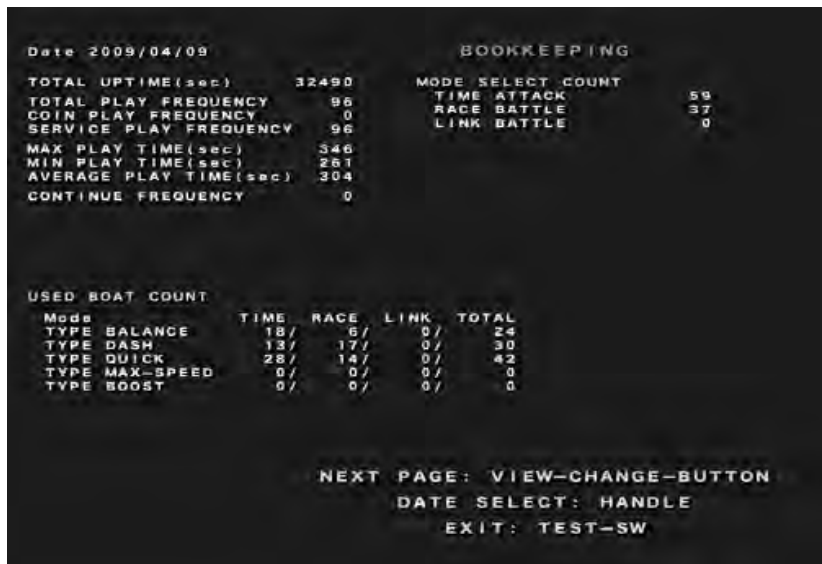 Date 2009/04/09
BOOKKEEPING
TOTAL UPTIME(sec) 32490
TOTAL PLAY FREQUENCY 96
COIN PLAY FREQUENCY 0
SERVICE PLAY FREQUENCY 96
MAX PLAY TIME(sec) 346
MIN PLAY TIME(sec) 261
AVERAGE PLAY TIME(sec) 304
CONTINUE FREQUENCY 0
MODE SELECT COUNT
TIME ATTACK 59
RACE BATTLE 37
LINK BATTLE 0
USED BOAT COUNT
Mode TIME RACE LINK TOTAL
TYPE BALANCE 18/ 6/ 0/ 24
TYPE DASH 13/ 17/ 0/ 30
TYPE QUICK 28/ 14/ 0/ 42
TYPE MAX-SPEED 0/ 0/ 0/ 0
TYPE BOOST 0/ 0/ 0/ 0
NEXT PAGE: VIEW-CHANGE-BUTTON
DATE SELECT: HANDLE
EXIT: TEST-SW